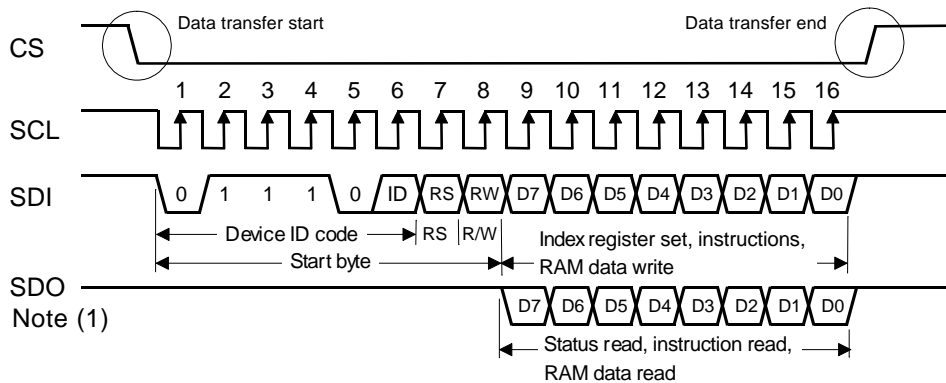 Data transfer start
Data transfer end
CS
1 2 3 4 5 6 7 8 9 10 11 12 13 14 15 16
SCL
SDI
0 1 1 1 0 ID RS RW D7 D6 D5 D4 D3 D2 D1 D0
Device ID code
RS
R/W
Index register set, instructions,
RAM data write
Start byte
SDO
D7 D6 D5 D4 D3 D2 D1 D0
Note (1)
Status read, instruction read,
RAM data read